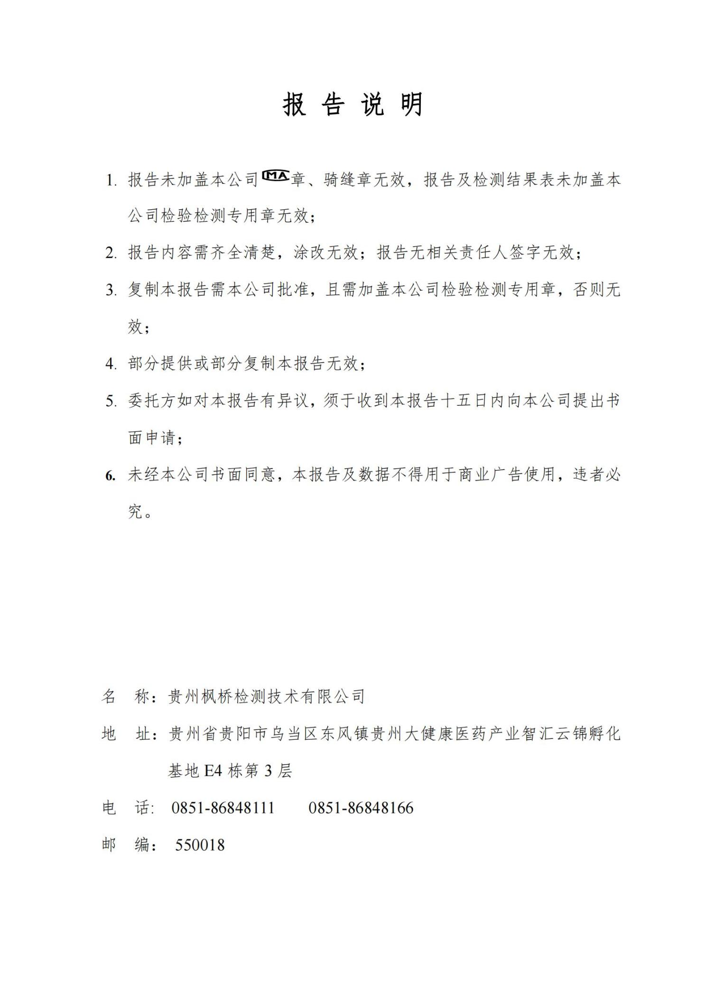 报告说明
1. 报告未加盖本公司MA章、骑缝章无效，报告及检测结果表未加盖本
公司检验检测专用章无效；
2. 报告内容需齐全清楚，涂改无效；报告无相关责任人签字无效；
3. 复制本报告需本公司批准，且需加盖本公司检验检测专用章，否则无
效；
4. 部分提供或部分复制本报告无效；
5. 委托方如对本报告有异议，须于收到本报告十五日内向本公司提出书
面申请；
6. 未经本公司书面同意，本报告及数据不得用于商业广告使用，违者必
究。
名 称：贵州枫桥检测技术有限公司
地 址：贵州省贵阳市乌当区东风镇贵州大健康医药产业智汇云锦孵化
基地 E4 栋第 3 层
电 话: 0851-86848111 0851-86848166
邮 编： 550018